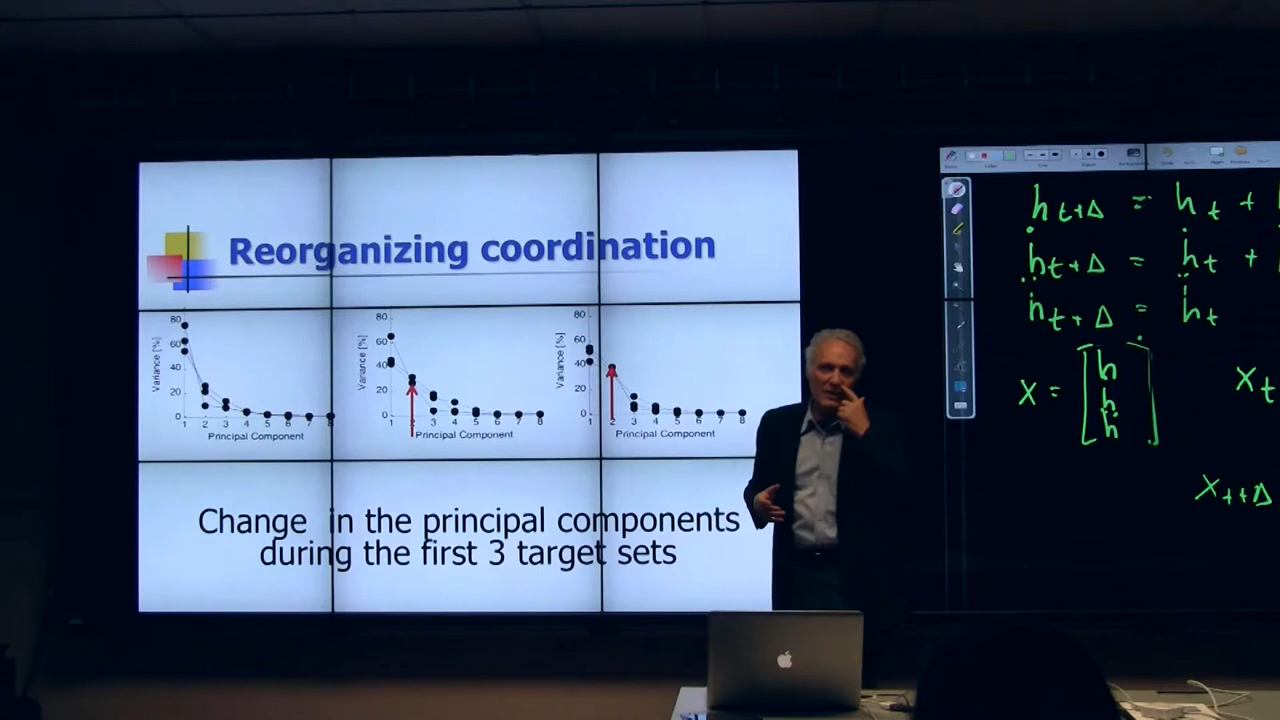 Reorganizing coordination
80
60
40
20
0
Variance [%]
1 2 3 4 5 6 7 8
Principal Component
80
60
40
20
0
Variance [%]
1 3 4 5 6 7 8
Principal Component
80
60
40
20
0
Variance [%]
1 2 3 4 5 6 7 8
Principal Component
Change in the principal components
during the first 3 target sets
h t+Δ = h t +
ḣ t+Δ = ḣ t +
ḧ t+Δ = ḧ t
X = [h ḣ ḧ]
X t
X t+Δ